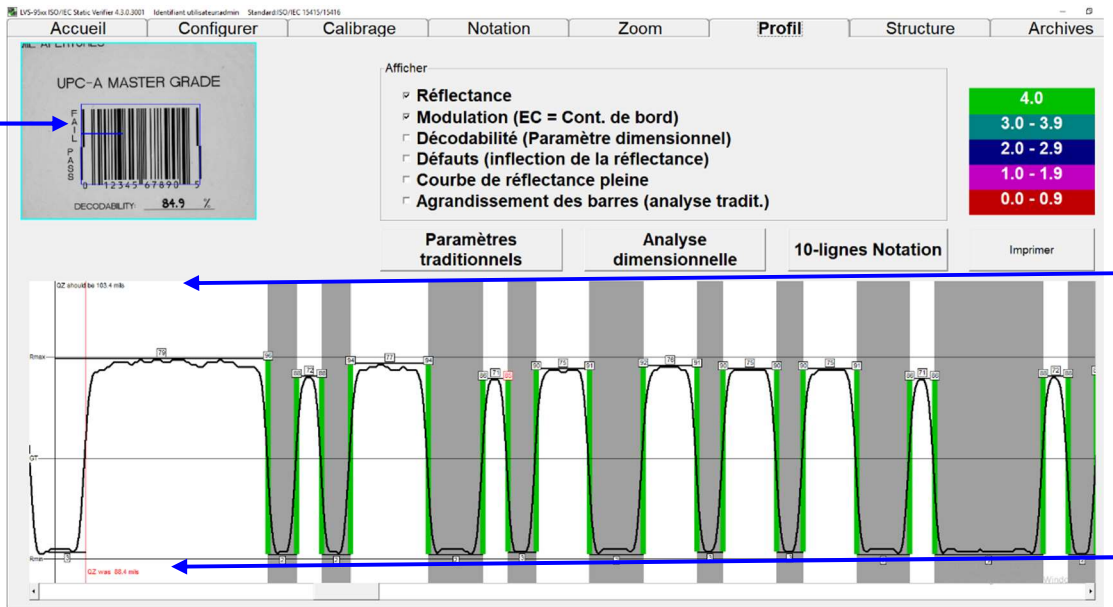 LVS-95xx ISO/IEC Static Verifier 4.3.0.3001 Identifiant utilisateur:admin Standard:ISO/IEC 15415/15416
Accueil Configurer Calibrage Notation Zoom Profil Structure Archives
UPC-A MASTER GRADE
FAIL
PASS
0 12345 67890 5
DECODABILITY: 84.9 %
Afficher
Réflectance
Modulation (EC = Cont. de bord)
Décodabilité (Paramètre dimensionnel)
Défauts (inflection de la réflectance)
Courbe de réflectance pleine
Agrandissement des barres (analyse tradit.)
4.0
3.0 - 3.9
2.0 - 2.9
1.0 - 1.9
0.0 - 0.9
Paramètres
traditionnels
Analyse
dimensionnelle
10-lignes Notation
Imprimer
QZ should be 103.4 mils
Rmax
79 72 77 71 75 76 75 75 71 72
GT
Rmin
QZ was 88.4 mils